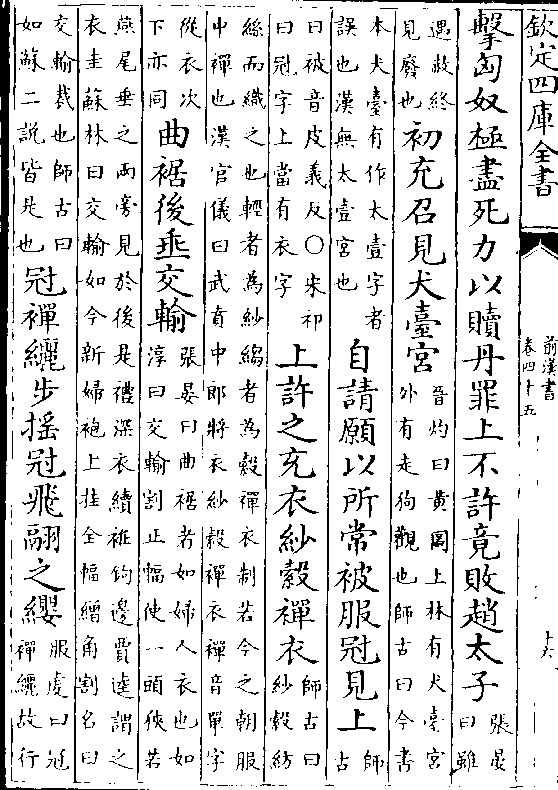 欽定四庫全書
前漢書
卷四十五
十六
擊匈奴極盡死力以贖丹罪上不許竟敗趙太子
張晏
曰雖
遇赦終
見廢也
初充召見犬臺宮
晉灼曰黄圖上林有犬臺宮
外有走狗觀也師古曰今書
本犬臺有作太壹字者
誤也漢無太壹宮也
自請願以所常被服冠見上
師
古
曰被音皮義反○宋祁
曰冠字上當有衣字
上許之充衣紗縠襌衣
師古曰
紗縠紡
絲而織之也輕者為紗縐者為縠襌衣制若今之朝服
中襌也漢官儀曰武賁中郎將衣紗縠襌衣襌音單字
從衣次
下亦同
曲裾後垂交輸
張晏曰曲裾者如婦人衣也如
淳曰交輸割正幅使一頭狹若
燕尾垂之兩旁見於後是禮深衣續衽鉤邊賈逵謂之
衣圭蘇林曰交輸如今新婦袍上挂全幅繒角割名曰
交輸裁也師古曰
如蘇二說皆是也
冠襌纚步摇冠飛翮之纓
服虔曰冠
襌纚故行